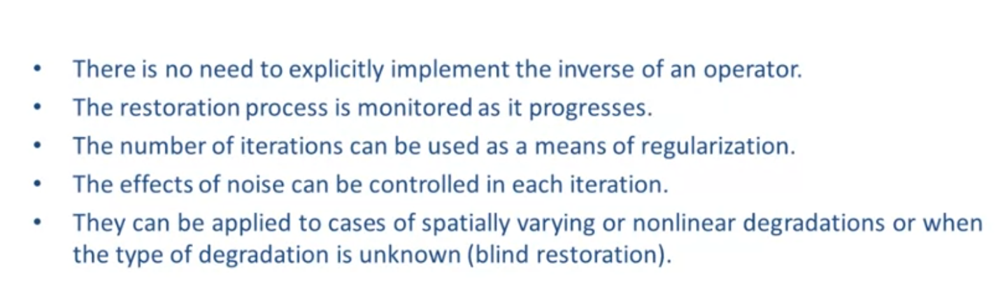 • There is no need to explicitly implement the inverse of an operator.
• The restoration process is monitored as it progresses.
• The number of iterations can be used as a means of regularization.
• The effects of noise can be controlled in each iteration.
• They can be applied to cases of spatially varying or nonlinear degradations or when
the type of degradation is unknown (blind restoration).